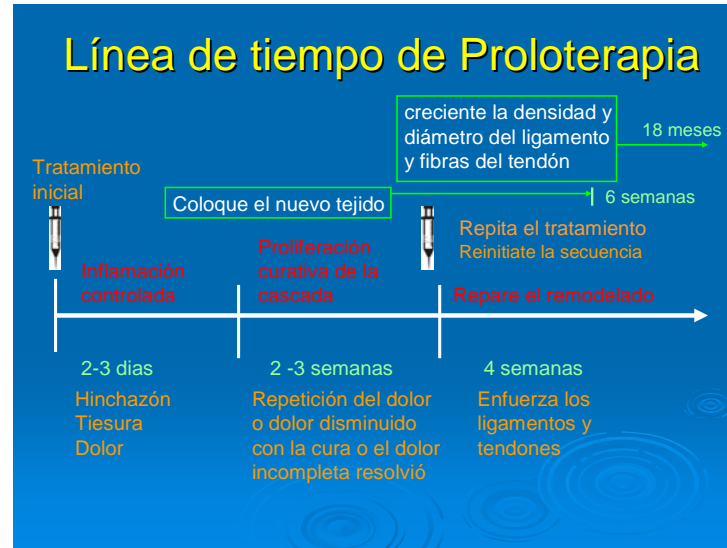 Línea de tiempo de Proloterapia
creciente la densidad y
diámetro del ligamento
y fibras del tendón
18 meses
Tratamiento
inicial
Coloque el nuevo tejido
6 semanas
Repita el tratamiento
Reinitiate la secuencia
Inflamación
controlada
Proliferación
curativa de la
cascada
Repare el remodelado
2-3 dias
Hinchazón
Tiesura
Dolor
2 -3 semanas
Repetición del dolor
o dolor disminuido
con la cura o el dolor
incompleta resolvió
4 semanas
Enfuerza los
ligamentos y
tendones